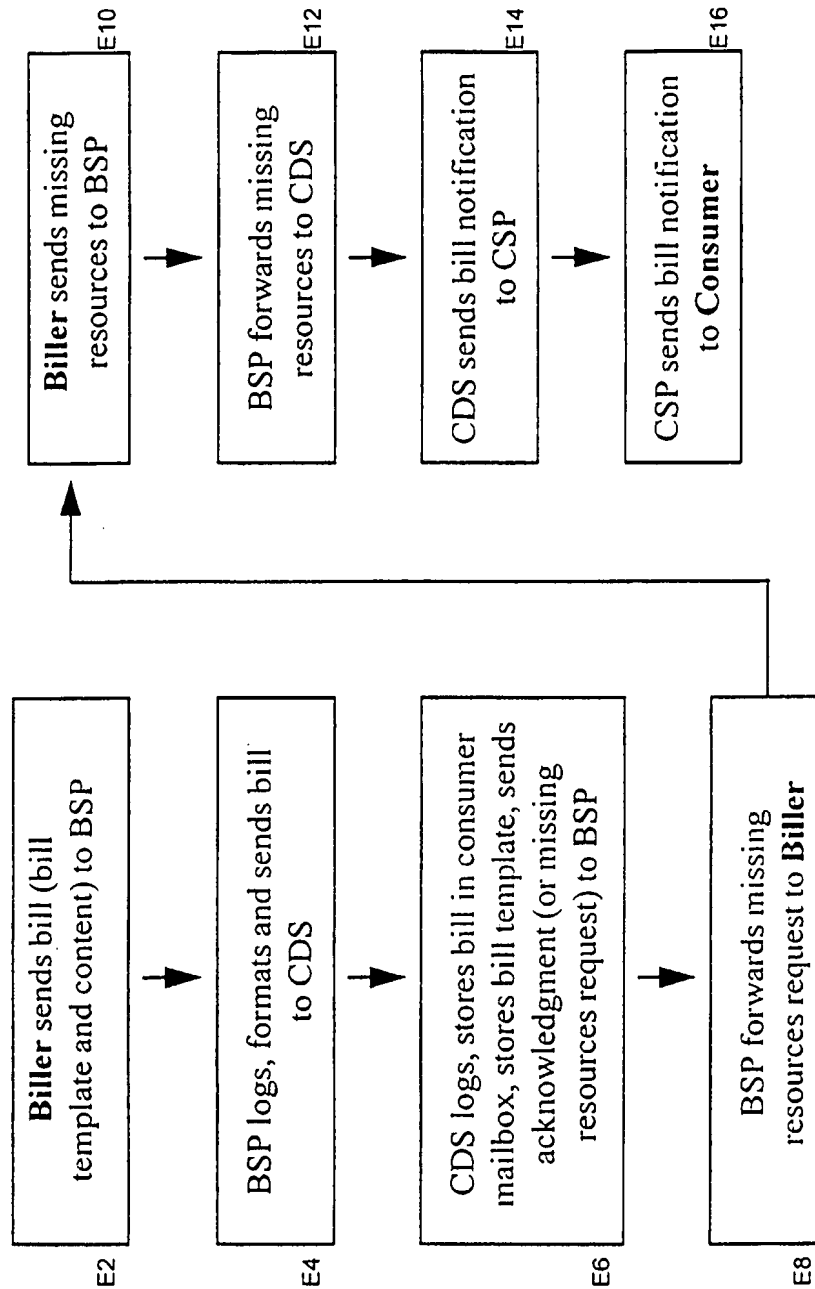 Biller sends bill (bill
template and content) to BSP
E2
BSP logs, formats and sends bill
to CDS
E4
CDS logs, stores bill in consumer
mailbox, stores bill template, sends
acknowledgment (or missing
resources request) to BSP
E6
BSP forwards missing
resources request to Biller
E8
Biller sends missing
resources to BSP
E10
BSP forwards missing
resources to CDS
E12
CDS sends bill notification
to CSP
E14
CSP sends bill notification
to Consumer
E16